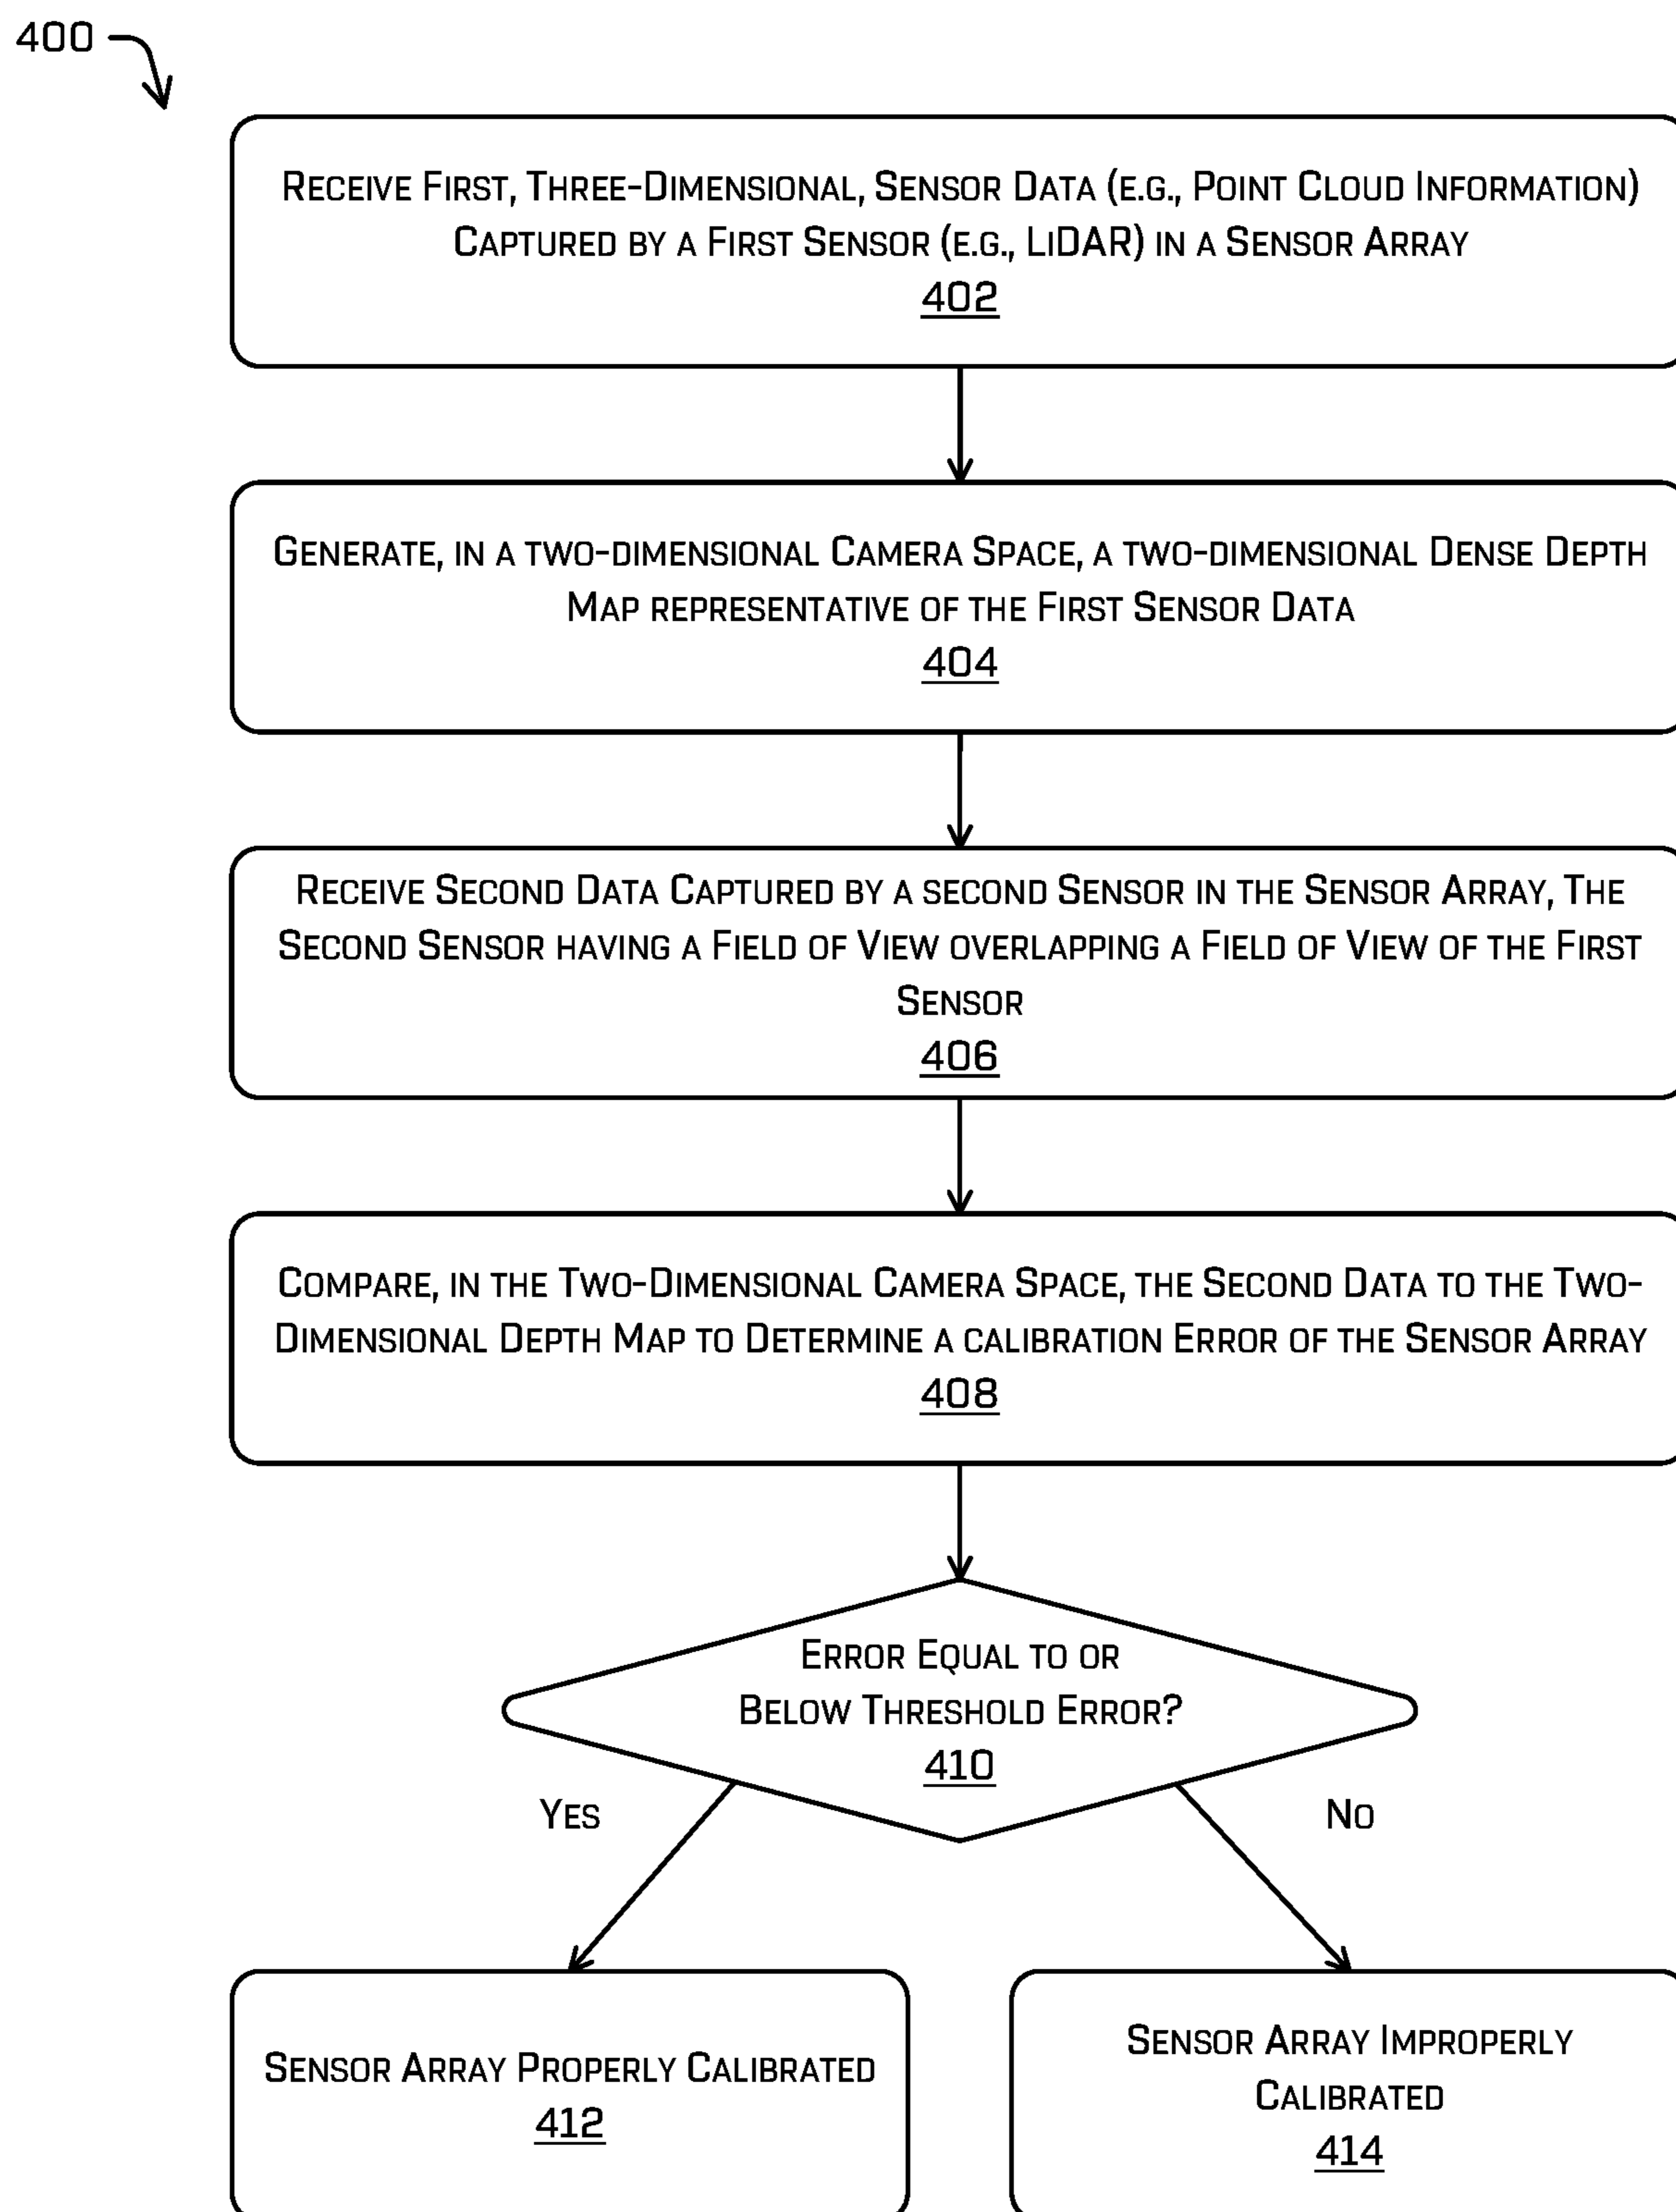 400
Receive First, Three-Dimensional, Sensor Data (e.g., Point Cloud Information)
Captured by a First Sensor (e.g., LiDAR) in a Sensor Array
402
Generate, in a two-dimensional Camera Space, a two-dimensional Dense Depth
Map representative of the First Sensor Data
404
Receive Second Data Captured by a second Sensor in the Sensor Array, The
Second Sensor having a Field of View overlapping a Field of View of the First
Sensor
406
Compare, in the Two-Dimensional Camera Space, the Second Data to the Two-
Dimensional Depth Map to Determine a calibration Error of the Sensor Array
408
Error Equal to or
Below Threshold Error?
410
Yes
No
Sensor Array Properly Calibrated
412
Sensor Array Improperly
Calibrated
414